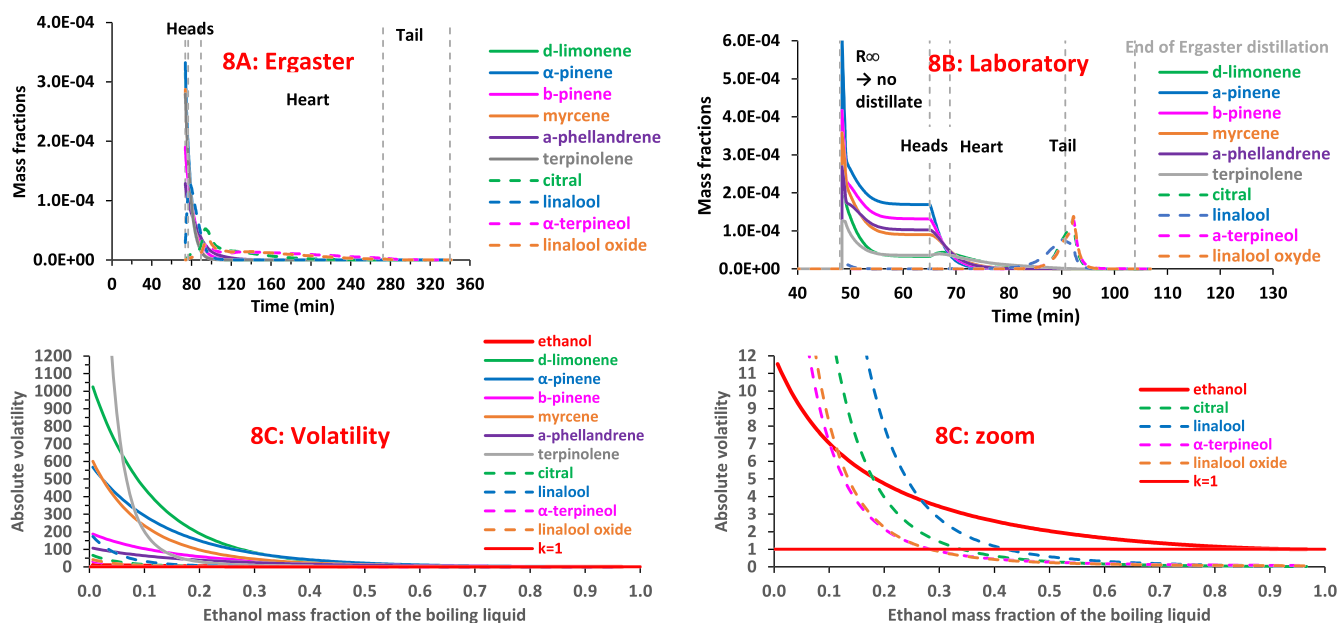 4.0E-04
3.0E-04
2.0E-04
1.0E-04
0.0E+00
Mass fractions
Heads
Tail
8A: Ergaster
Heart
0 40 80 120 160 200 240 280 320 360
Time (min)
d-limonene
α-pinene
b-pinene
myrcene
a-phellandrene
terpinolene
citral
linalool
α-terpineol
linalool oxide
6.0E-04
5.0E-04
4.0E-04
3.0E-04
2.0E-04
1.0E-04
0.0E+00
Mass fractions
R∞
→ no
distillate
8B: Laboratory
End of Ergaster distillation
Heads Heart Tail
40 50 60 70 80 90 100 110 120 130
Time (min)
d-limonene
a-pinene
b-pinene
myrcene
a-phellandrene
terpinolene
citral
linalool
a-terpineol
linalool oxyde
1200
1100
1000
900
800
700
600
500
400
300
200
100
0
Absolute volatility
8C: Volatility
0.0 0.1 0.2 0.3 0.4 0.5 0.6 0.7 0.8 0.9 1.0
Ethanol mass fraction of the boiling liquid
ethanol
d-limonene
α-pinene
b-pinene
myrcene
a-phellandrene
terpinolene
citral
linalool
α-terpineol
linalool oxide
k=1
12
11
10
9
8
7
6
5
4
3
2
1
0
Absolute volatility
8C: zoom
0.0 0.1 0.2 0.3 0.4 0.5 0.6 0.7 0.8 0.9 1.0
Ethanol mass fraction of the boiling liquid
ethanol
citral
linalool
α-terpineol
linalool oxide
k=1